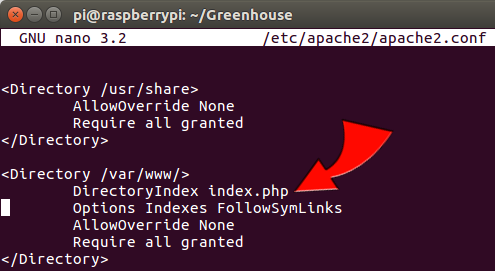 pi@raspberrypi: ~/Greenhouse
GNU nano 3.2 /etc/apache2/apache2.conf
<Directory /usr/share>
AllowOverride None
Require all granted
</Directory>
<Directory /var/www/>
DirectoryIndex index.php
Options Indexes FollowSymLinks
AllowOverride None
Require all granted
</Directory>